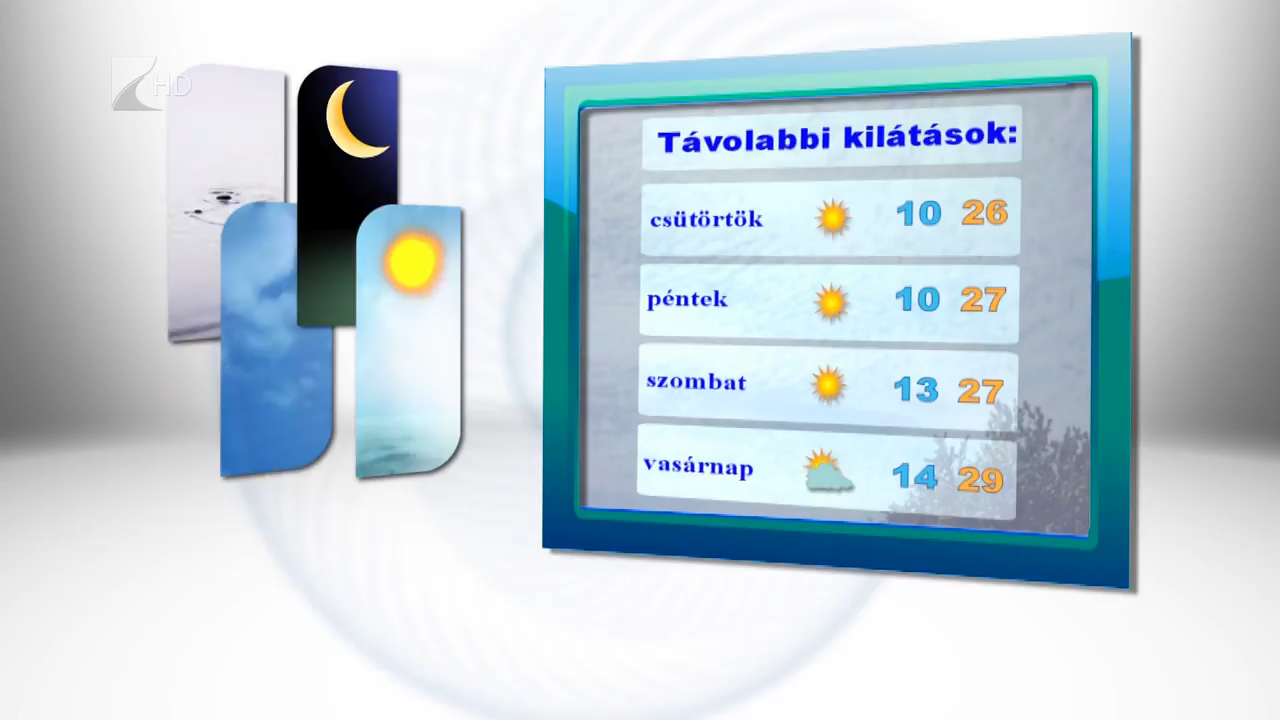 HD
Távolabbi kilátások:
csütörtök 10 26
péntek 10 27
szombat 13 27
vasárnap 14 29